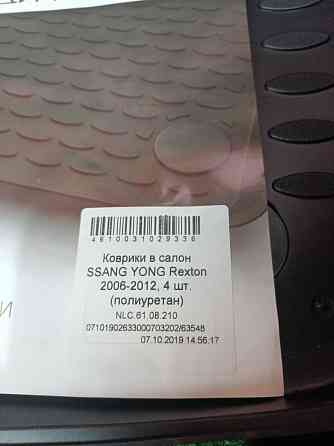 4610031029336
Коврики в салон
SSANG YONG Rexton
2006-2012, 4 шт.
(полиуретан)
NLC.61.08.210
07101902633000703202/63548
07.10.2019 14:56:17